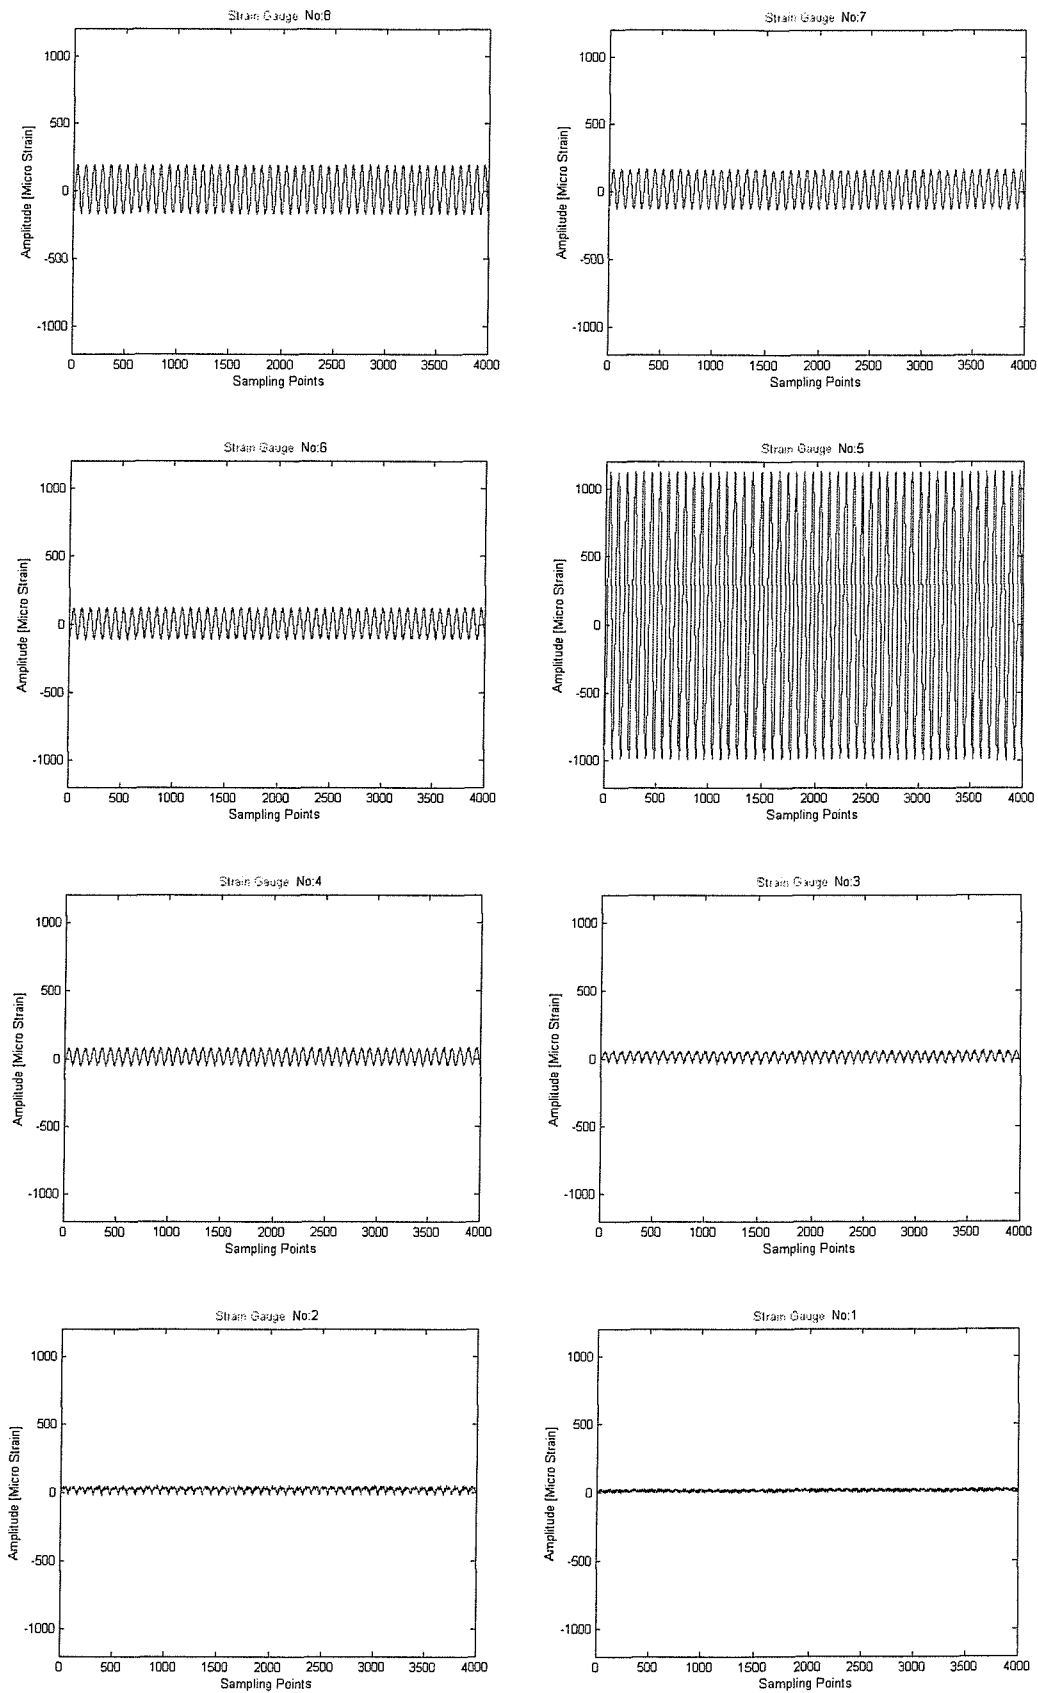 Strain Gauge No:8
1000
500
0
-500
-1000
Amplitude [Micro Strain]
0 500 1000 1500 2000 2500 3000 3500 4000
Sampling Points
Strain Gauge No:7
1000
500
0
-500
-1000
Amplitude [Micro Strain]
0 500 1000 1500 2000 2500 3000 3500 4000
Sampling Points
Strain Gauge No:6
1000
500
0
-500
-1000
Amplitude [Micro Strain]
0 500 1000 1500 2000 2500 3000 3500 4000
Sampling Points
Strain Gauge No:5
1000
500
0
-500
-1000
Amplitude [Micro Strain]
0 500 1000 1500 2000 2500 3000 3500 4000
Sampling Points
Strain Gauge No:4
1000
500
0
-500
-1000
Amplitude [Micro Strain]
0 500 1000 1500 2000 2500 3000 3500 4000
Sampling Points
Strain Gauge No:3
1000
500
0
-500
-1000
Amplitude [Micro Strain]
0 500 1000 1500 2000 2500 3000 3500 4000
Sampling Points
Strain Gauge No:2
1000
500
0
-500
-1000
Amplitude [Micro Strain]
0 500 1000 1500 2000 2500 3000 3500 4000
Sampling Points
Strain Gauge No:1
1000
500
0
-500
-1000
Amplitude [Micro Strain]
0 500 1000 1500 2000 2500 3000 3500 4000
Sampling Points